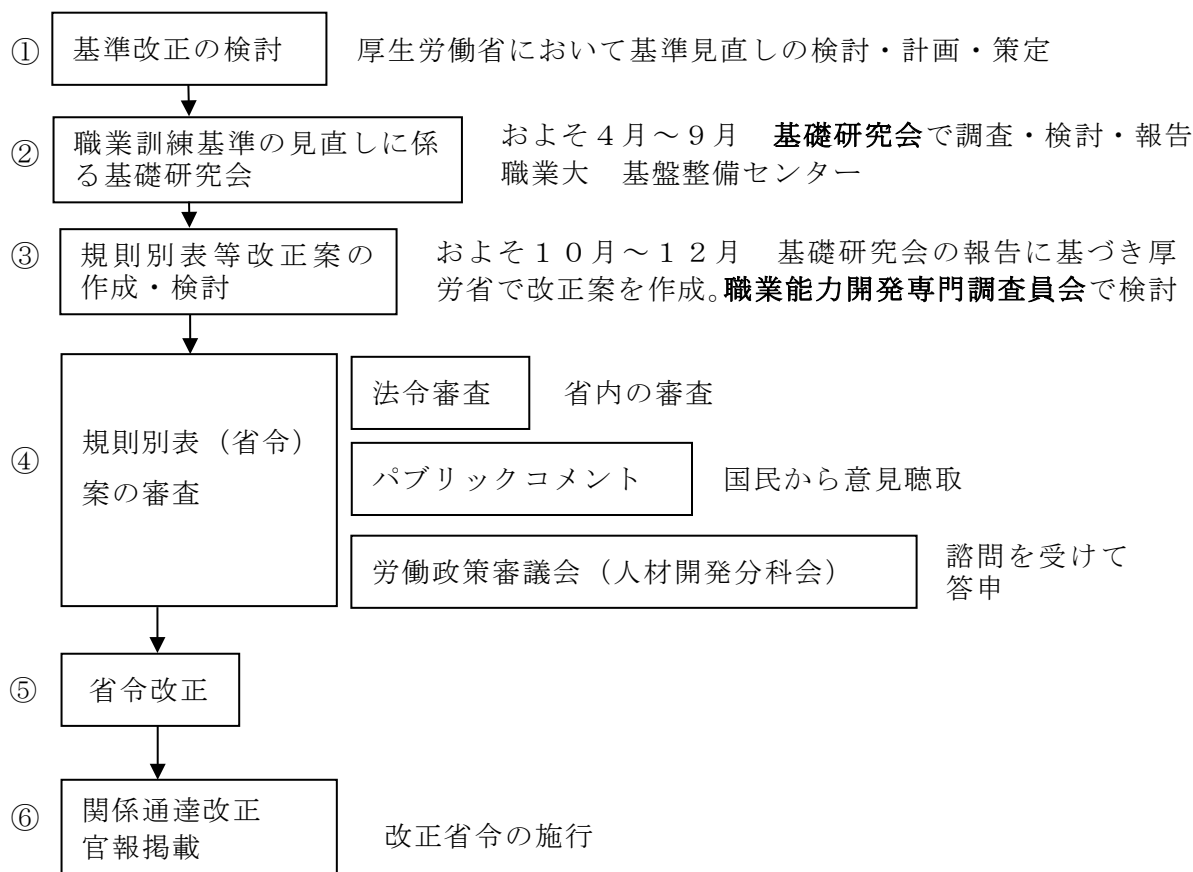 ① 基準改正の検討 厚生労働省において基準見直しの検討・計画・策定
② 職業訓練基準の見直しに係
る基礎研究会
およそ4月~9月 基礎研究会で調査・検討・報告
職業大 基盤整備センター
③ 規則別表等改正案の
作成・検討
およそ10月~12月 基礎研究会の報告に基づき厚
労省で改正案を作成。職業能力開発専門調査員会で検討
④ 規則別表(省令)
案の審査
法令審査 省内の審査
パブリックコメント 国民から意見聴取
労働政策審議会(人材開発分科会)
諮問を受けて
答申
⑤ 省令改正
⑥ 関係通達改正
官報掲載
改正省令の施行